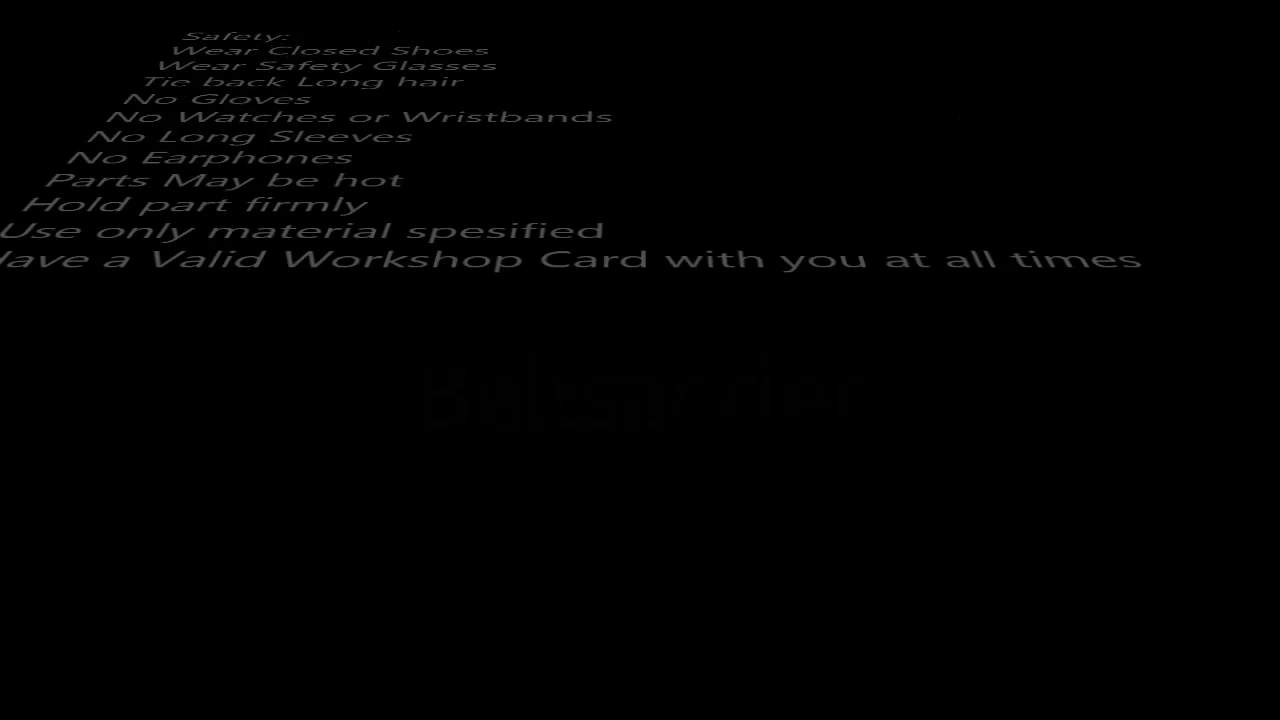 Safety:
Wear Closed Shoes
Wear Safety Glasses
Tie back Long hair
No Gloves
No Watches or Wristbands
No Long Sleeves
No Earphones
Parts May be hot
Hold part firmly
Use only material spesified
Have a Valid Workshop Card with you at all times